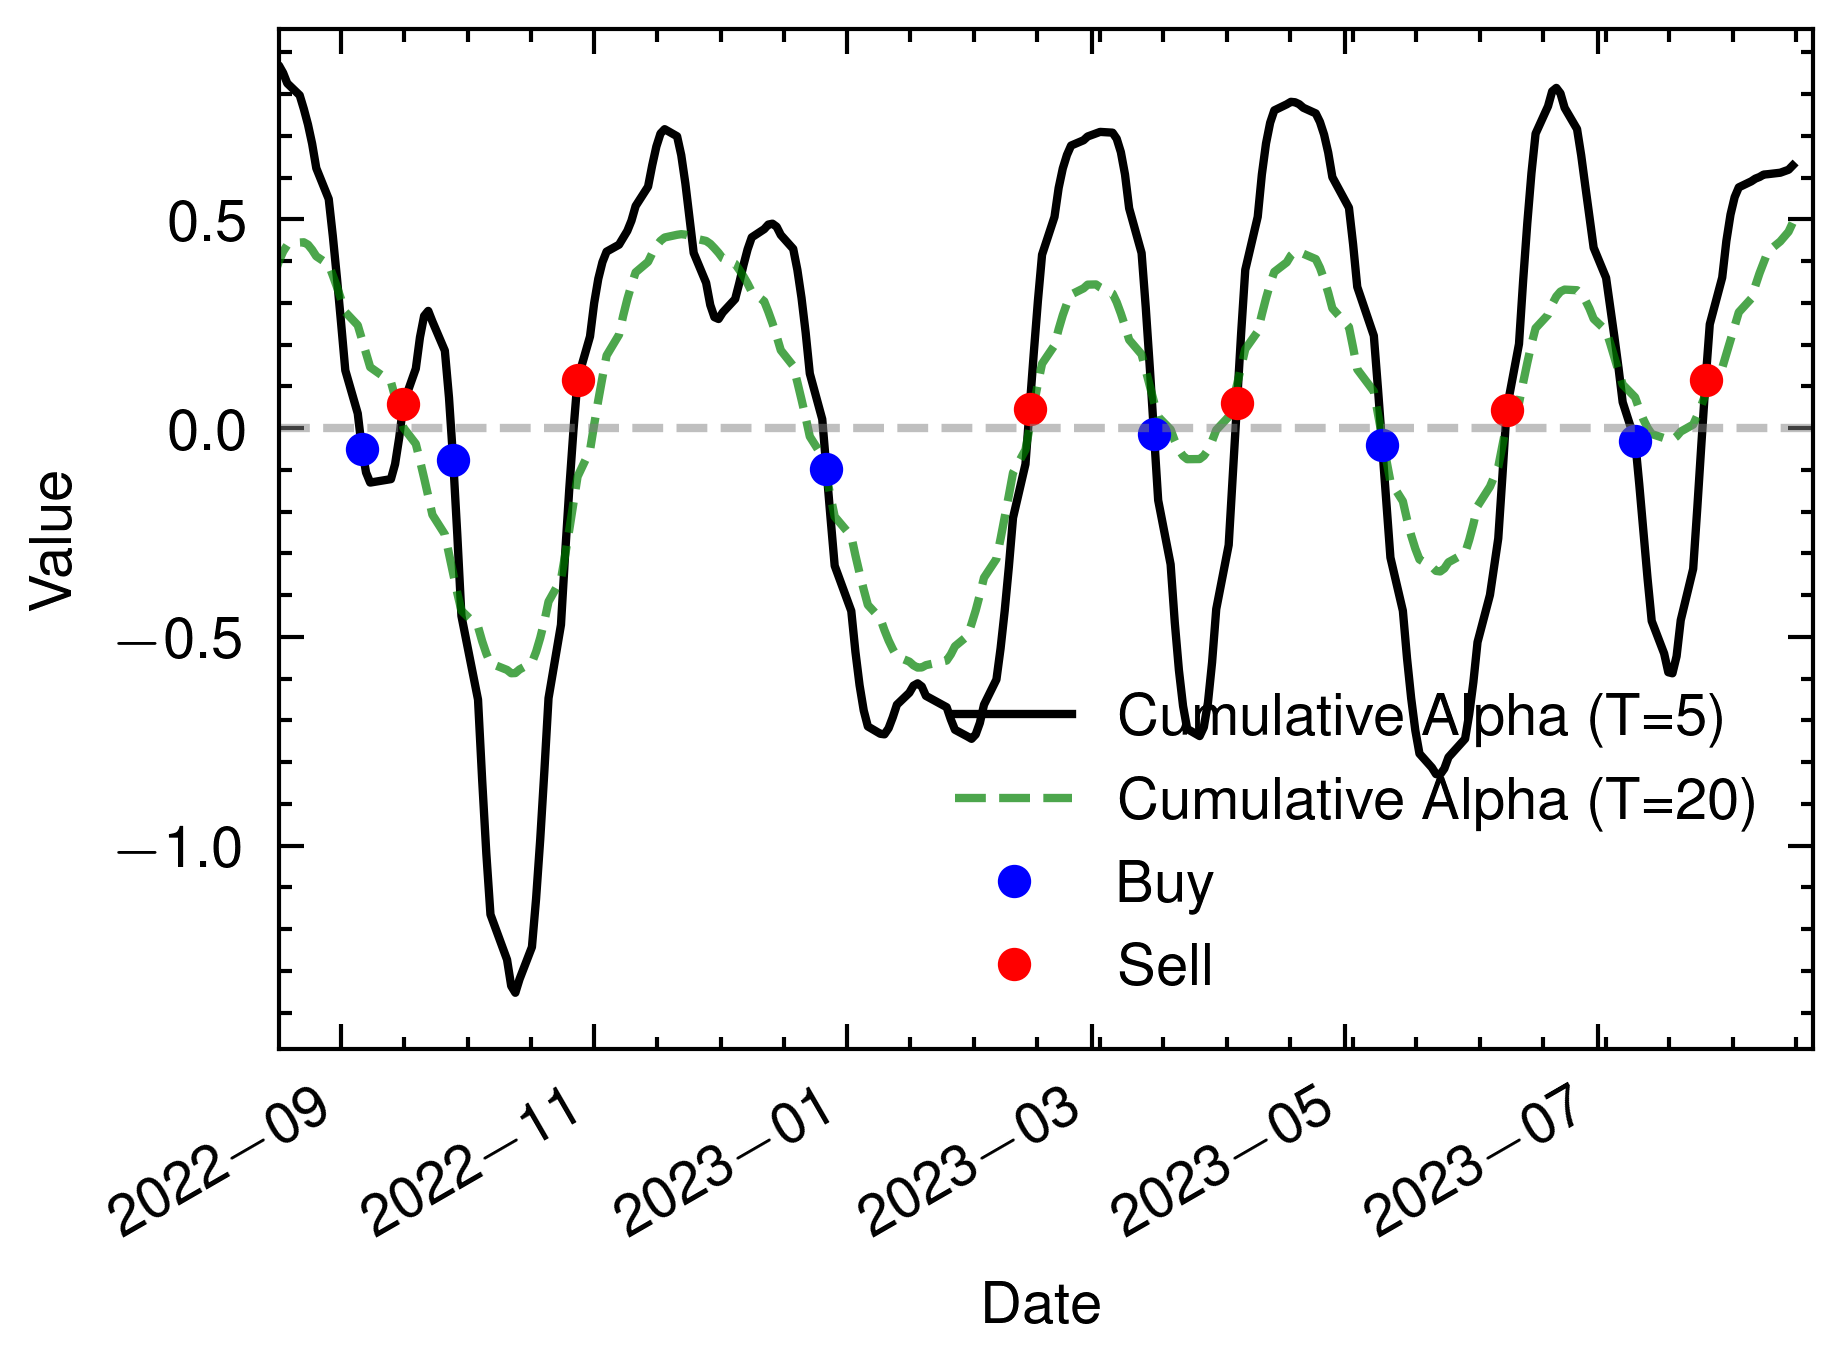 0.5
0.0
−0.5
−1.0
Value
Cumulative Alpha (T=5)
Cumulative Alpha (T=20)
Buy
Sell
2022−09
2022−11
2023−01
2023−03
2023−05
2023−07
Date